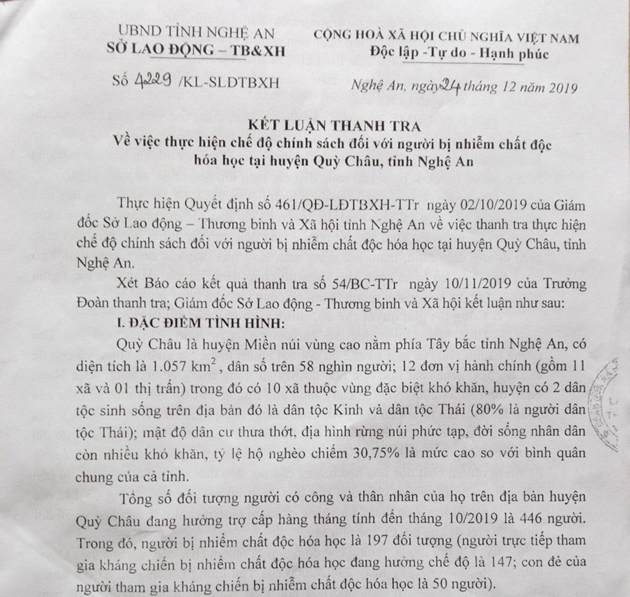 UBND TỈNH NGHỆ AN
SỞ LAO ĐỘNG – TB&XH
CỘNG HOÀ XÃ HỘI CHỦ NGHĨA VIỆT NAM
Độc lập -Tự do - Hạnh phúc
Số 4229 /KL-SLĐTBXH
Nghệ An, ngày 24 tháng 12 năm 2019
KẾT LUẬN THANH TRA
Về việc thực hiện chế độ chính sách đối với người bị nhiễm chất độc
hóa học tại huyện Quỳ Châu, tỉnh Nghệ An
Thực hiện Quyết định số 461/QĐ-LĐTBXH-TTr ngày 02/10/2019 của Giám
đốc Sở Lao động – Thương binh và Xã hội tỉnh Nghệ An về việc thanh tra thực hiện
chế độ chính sách đối với người bị nhiễm chất độc hóa học tại huyện Quỳ Châu, tỉnh
Nghệ An.
Xét Báo cáo kết quả thanh tra số 54/BC-TTr ngày 10/11/2019 của Trưởng
Đoàn thanh tra; Giám đốc Sở Lao động - Thương binh và Xã hội kết luận như sau:
I. ĐẶC ĐIỂM TÌNH HÌNH:
Quỳ Châu là huyện Miền núi vùng cao nằm phía Tây bắc tỉnh Nghệ An, có
diện tích là 1.057 km², dân số trên 58 nghìn người; 12 đơn vị hành chính (gồm 11
xã và 01 thị trấn) trong đó có 10 xã thuộc vùng đặc biệt khó khăn, huyện có 2 dân
tộc sinh sống trên địa bàn đó là dân tộc Kinh và dân tộc Thái (80% là người dân
tộc Thái); mật độ dân cư thưa thớt, địa hình rừng núi phức tạp, đời sống nhân dân
còn nhiều khó khăn, tỷ lệ hộ nghèo chiếm 30,75% là mức cao so với bình quân
chung của cả tỉnh.
Tổng số đối tượng người có công và thân nhân của họ trên địa bàn huyện
Quỳ Châu đang hưởng trợ cấp hàng tháng tính đến tháng 10/2019 là 446 người.
Trong đó, người bị nhiễm chất độc hóa học là 197 đối tượng (người trực tiếp tham
gia kháng chiến bị nhiễm chất độc hóa học đang hưởng chế độ là 147; con đẻ của
người tham gia kháng chiến bị nhiễm chất độc hóa học là 50 người).